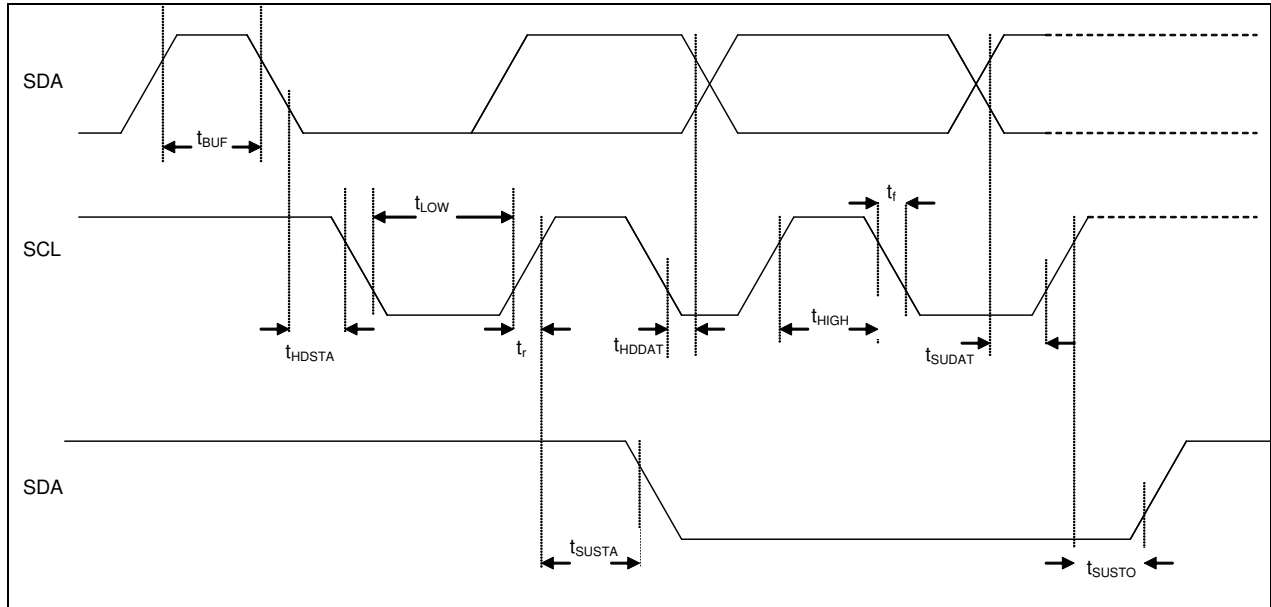 SDA
tBUF
tLOW
tf
SCL
tHDSTA
tr
tHDDAT
tHIGH
tSUDAT
SDA
tSUSTA
tSUSTO